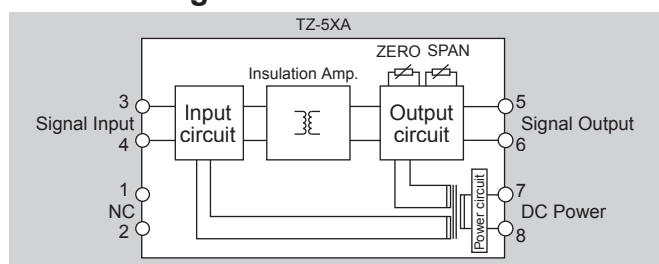 TZ-5XA
ZERO SPAN
Insulation Amp.
3
Signal Input
4
Input
circuit
Output
circuit
5
Signal Output
6
1
NC
2
Power circuit
7
DC Power
8